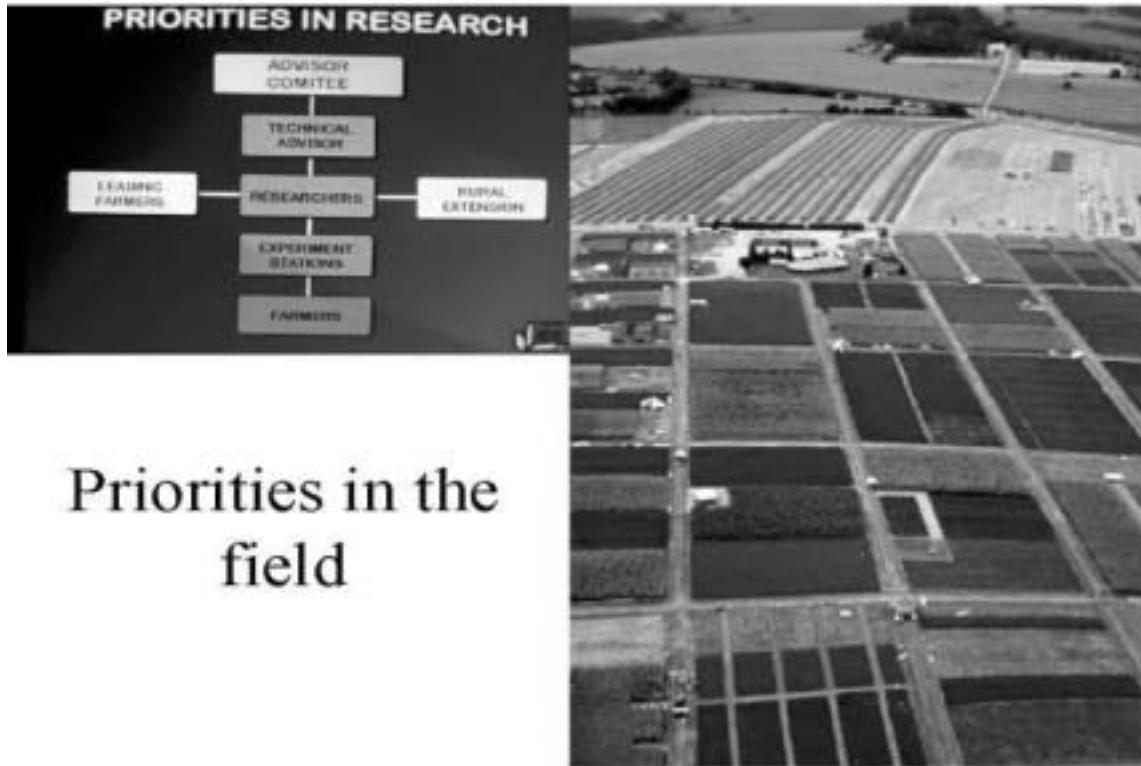 PRIORITIES IN RESEARCH
ADVISOR
COMITEE
TECHNICAL
ADVISOR
LEADING
FARMERS
RESEARCHERS
RURAL
EXTENSION
EXPERIMENT
STATIONS
FARMERS
Priorities in the
field